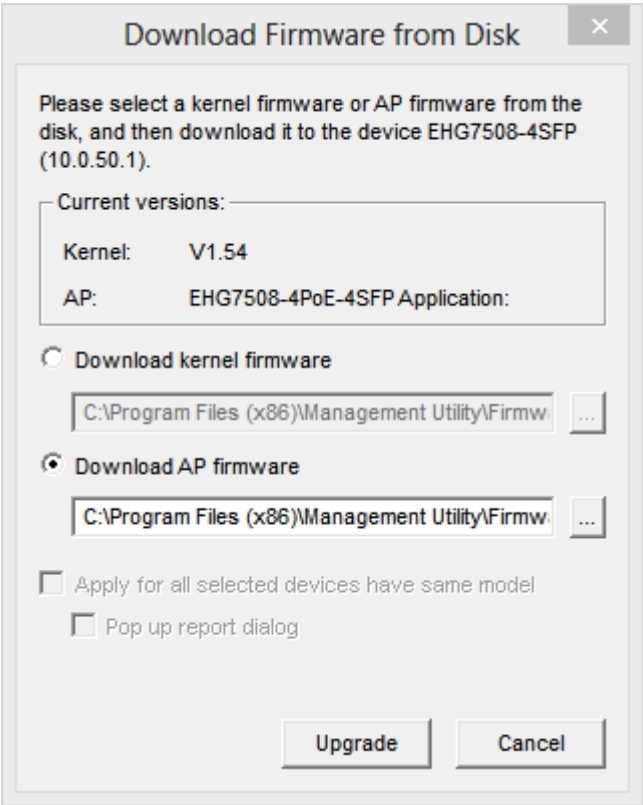 Download Firmware from Disk
Please select a kernel firmware or AP firmware from the
disk, and then download it to the device EHG7508-4SFP
(10.0.50.1).
Current versions:
Kernel: V1.54
AP: EHG7508-4PoE-4SFP Application:
Download kernel firmware
C:\Program Files (x86)\Management Utility\Firmw
...
Download AP firmware
C:\Program Files (x86)\Management Utility\Firmw
...
Apply for all selected devices have same model
Pop up report dialog
Upgrade Cancel